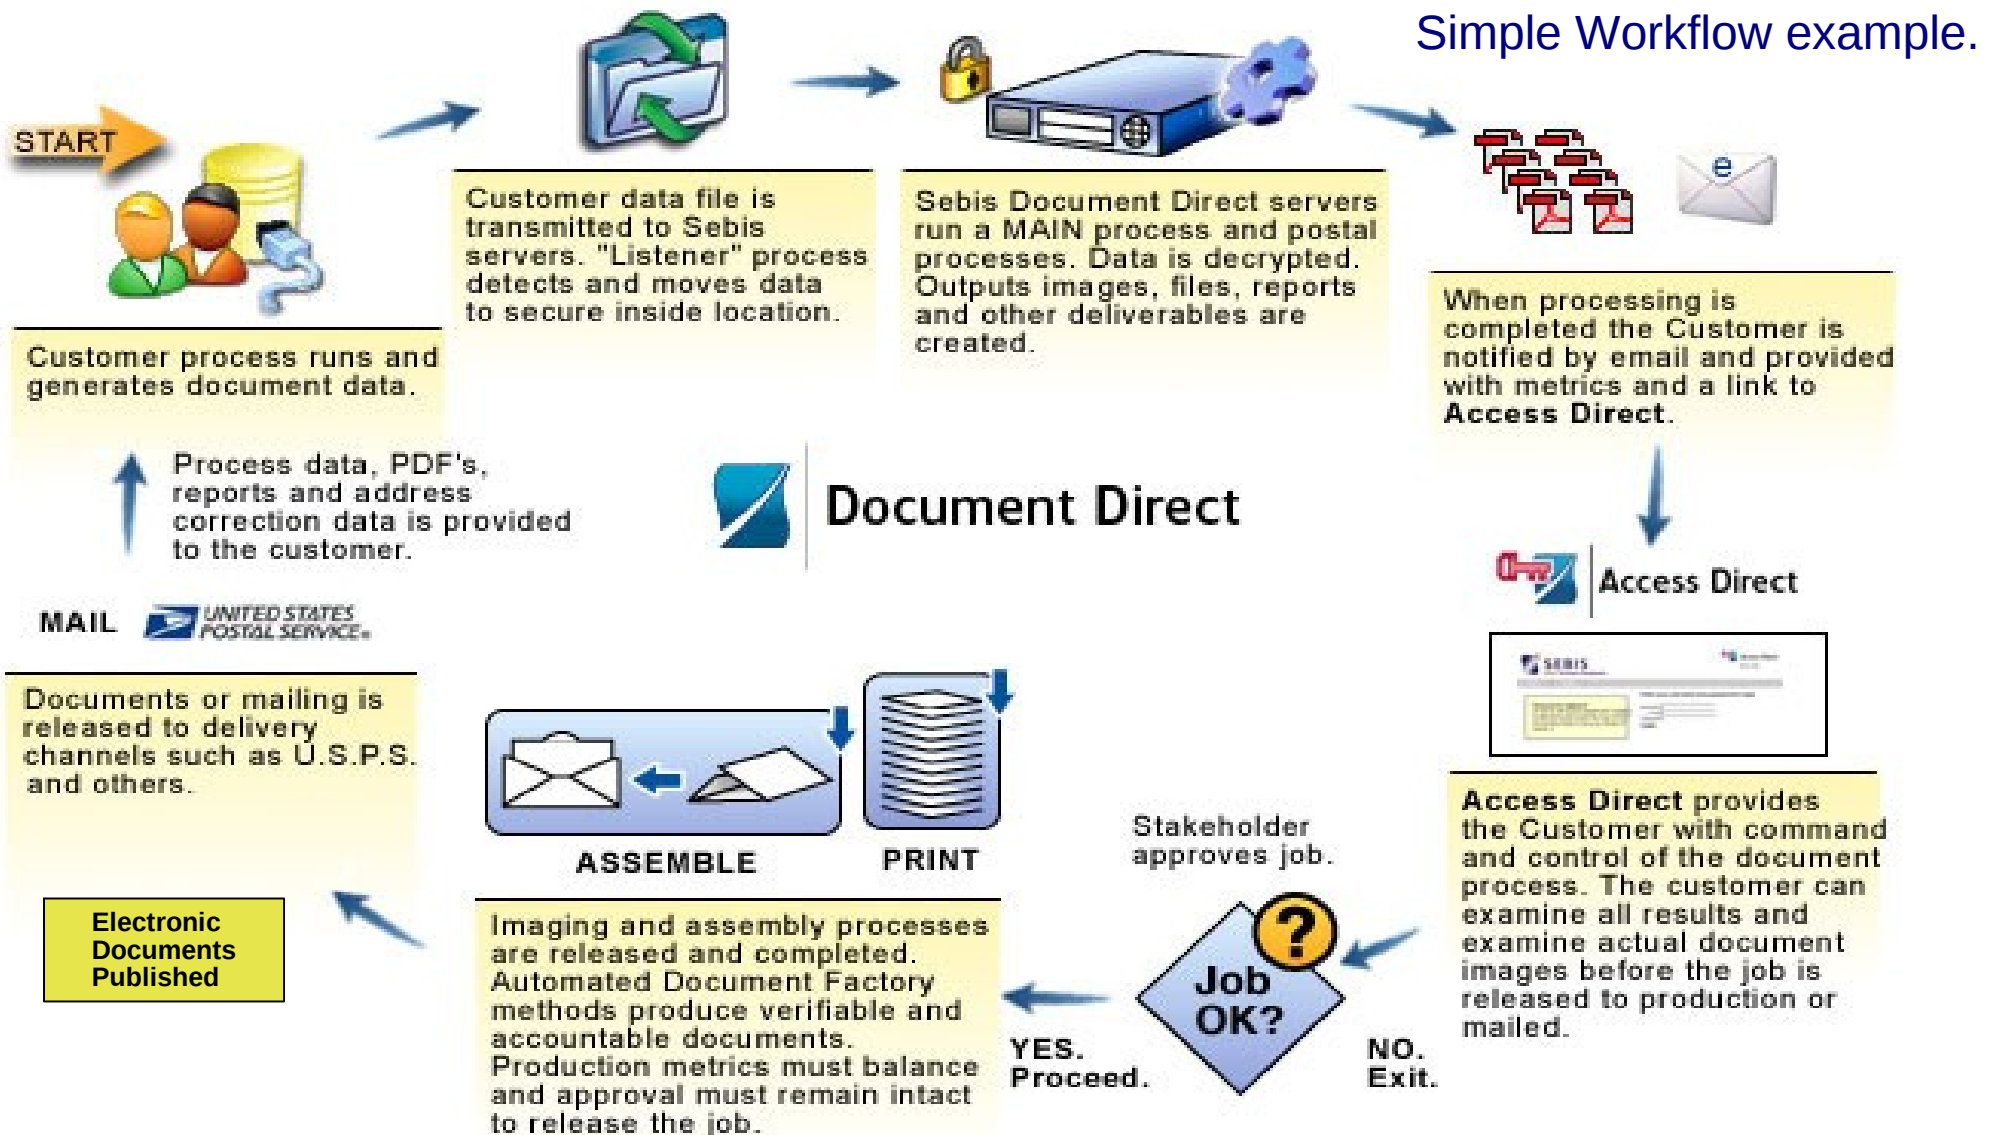 Simple Workflow example.
START
Customer process runs and
generates document data.
Customer data file is
transmitted to Sebis
servers. "Listener" process
detects and moves data
to secure inside location.
Sebis Document Direct servers
run a MAIN process and postal
processes. Data is decrypted.
Outputs images, files, reports
and other deliverables are
created.
e
When processing is
completed the Customer is
notified by email and provided
with metrics and a link to
Access Direct.
Process data, PDF's,
reports and address
correction data is provided
to the customer.
Document Direct
Access Direct
SEBIS
Access Direct provides
the Customer with command
and control of the document
process. The customer can
examine all results and
examine actual document
images before the job is
released to production or
mailed.
Stakeholder
approves job.
?
Job
OK?
YES.
Proceed.
NO.
Exit.
ASSEMBLE
PRINT
Imaging and assembly processes
are released and completed.
Automated Document Factory
methods produce verifiable and
accountable documents.
Production metrics must balance
and approval must remain intact
to release the job.
MAIL
UNITED STATES
POSTAL SERVICE®
Documents or mailing is
released to delivery
channels such as U.S.P.S.
and others.
Electronic
Documents
Published